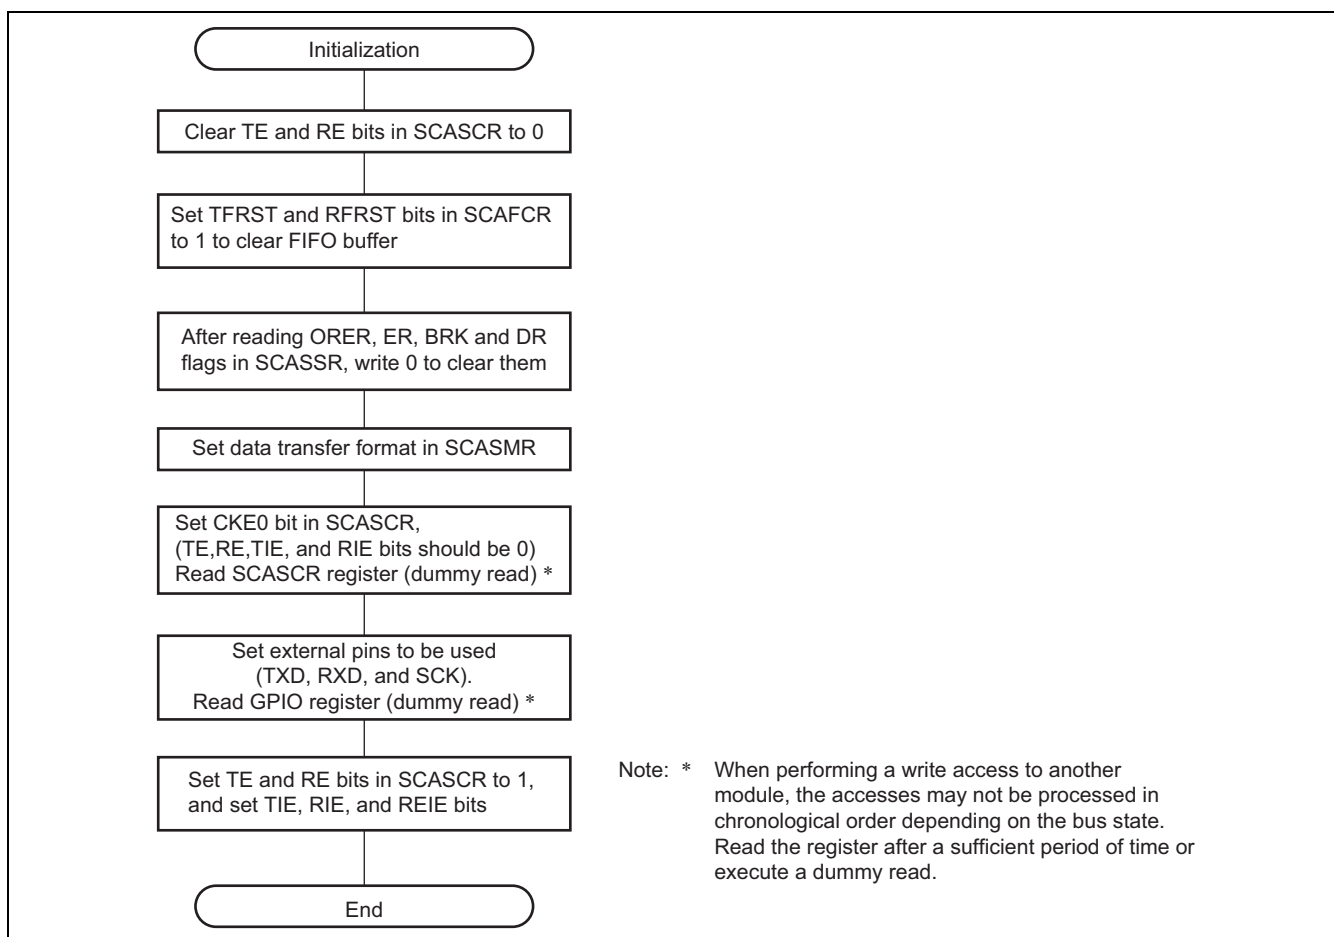 Initialization
Clear TE and RE bits in SCASCR to 0
Set TFRST and RFRST bits in SCAFCR
to 1 to clear FIFO buffer
After reading ORER, ER, BRK and DR
flags in SCASSR, write 0 to clear them
Set data transfer format in SCASMR
Set CKE0 bit in SCASCR,
(TE,RE,TIE, and RIE bits should be 0)
Read SCASCR register (dummy read) *
Set external pins to be used
(TXD, RXD, and SCK).
Read GPIO register (dummy read) *
Set TE and RE bits in SCASCR to 1,
and set TIE, RIE, and REIE bits
End
Note: * When performing a write access to another
module, the accesses may not be processed in
chronological order depending on the bus state.
Read the register after a sufficient period of time or
execute a dummy read.